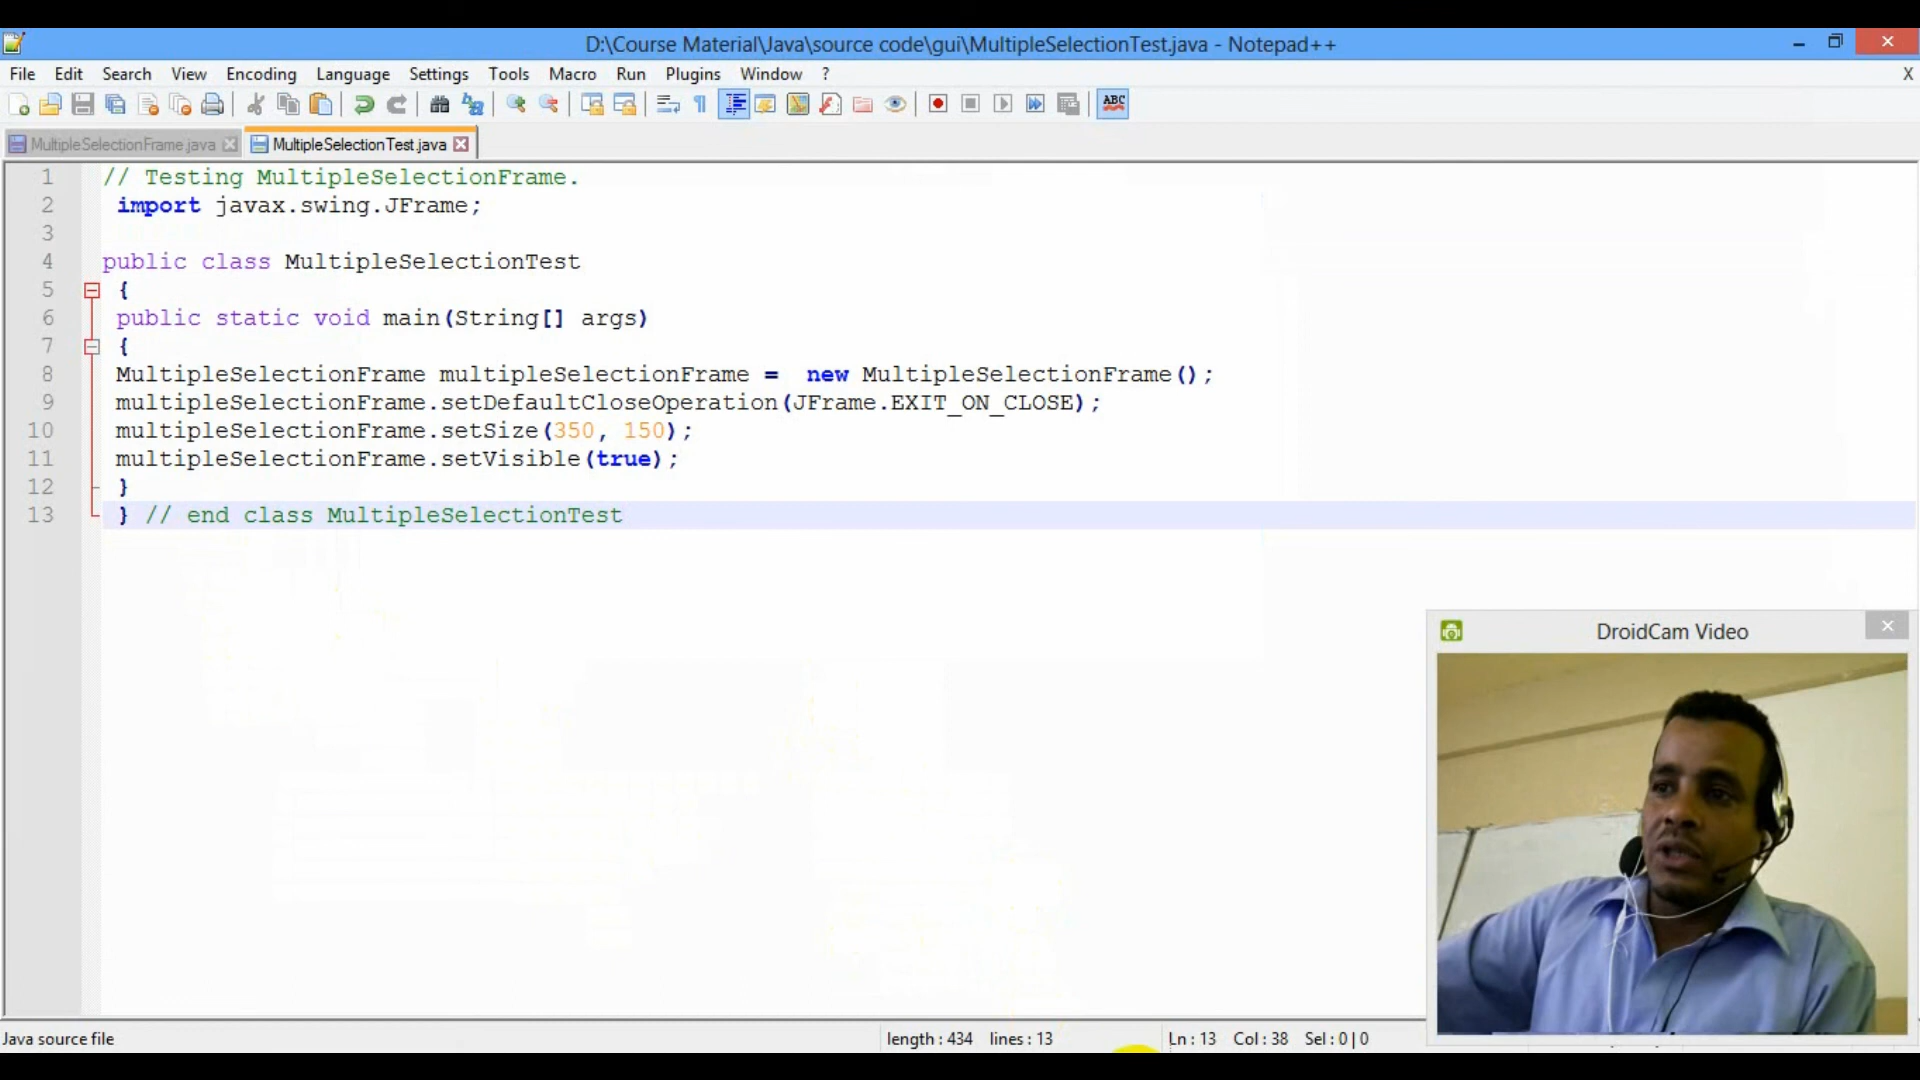 D:\Course Material\Java\source code\gui\MultipleSelectionTest.java - Notepad++
File Edit Search View Encoding Language Settings Tools Macro Run Plugins Window ? X
ABC
MultipleSelectionFrame.java MultipleSelectionTest.java
1 // Testing MultipleSelectionFrame.
2 import javax.swing.JFrame;
3
4 public class MultipleSelectionTest
5 {
6 public static void main(String[] args)
7 {
8 MultipleSelectionFrame multipleSelectionFrame =  new MultipleSelectionFrame();
9 multipleSelectionFrame.setDefaultCloseOperation(JFrame.EXIT_ON_CLOSE);
10 multipleSelectionFrame.setSize(350, 150);
11 multipleSelectionFrame.setVisible(true);
12 }
13 } // end class MultipleSelectionTest
DroidCam Video
Java source file length : 434 lines : 13 Ln : 13 Col : 38 Sel : 0 | 0